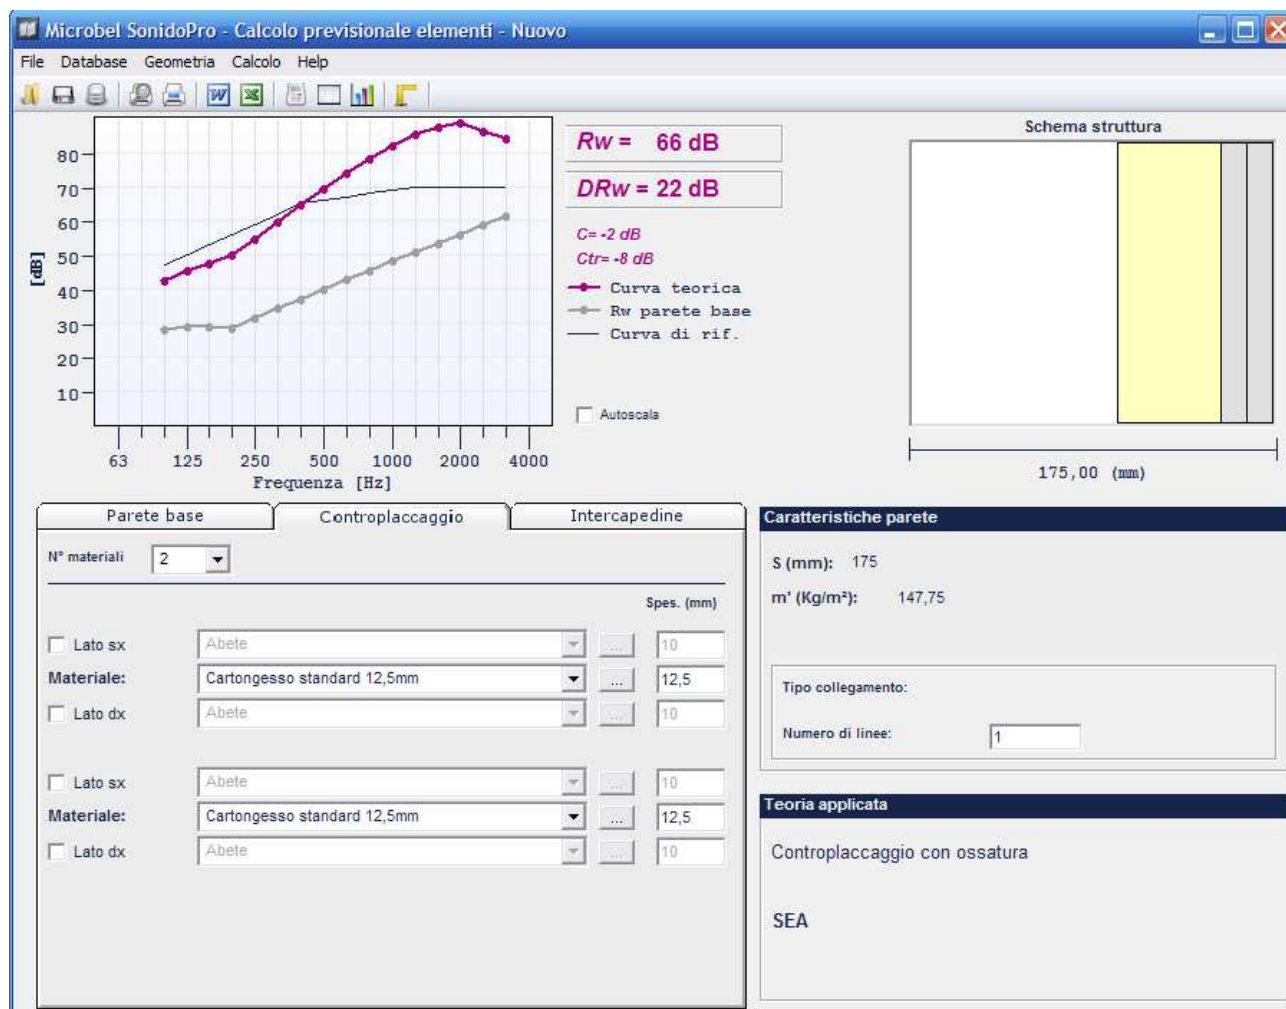 Microbel SonidoPro - Calcolo previsionale elementi - Nuovo
File Database Geometria Calcolo Help
80
70
60
50
40
30
20
10
[dB]
63 125 250 500 1000 2000 4000
Frequenza [Hz]
Rw = 66 dB
DRw = 22 dB
C= -2 dB
Ctr= -8 dB
Curva teorica
Rw parete base
Curva di rif.
Autoscala
Schema struttura
175,00 (mm)
Parete base Controplaccaggio Intercapedine
N° materiali 2
Spes. (mm)
Lato sx Abete ... 10
Materiale: Cartongesso standard 12,5mm ... 12,5
Lato dx Abete ... 10
Lato sx Abete ... 10
Materiale: Cartongesso standard 12,5mm ... 12,5
Lato dx Abete ... 10
Caratteristiche parete
S (mm): 175
m' (Kg/m²): 147,75
Tipo collegamento:
Numero di linee: 1
Teoria applicata
Controplaccaggio con ossatura
SEA